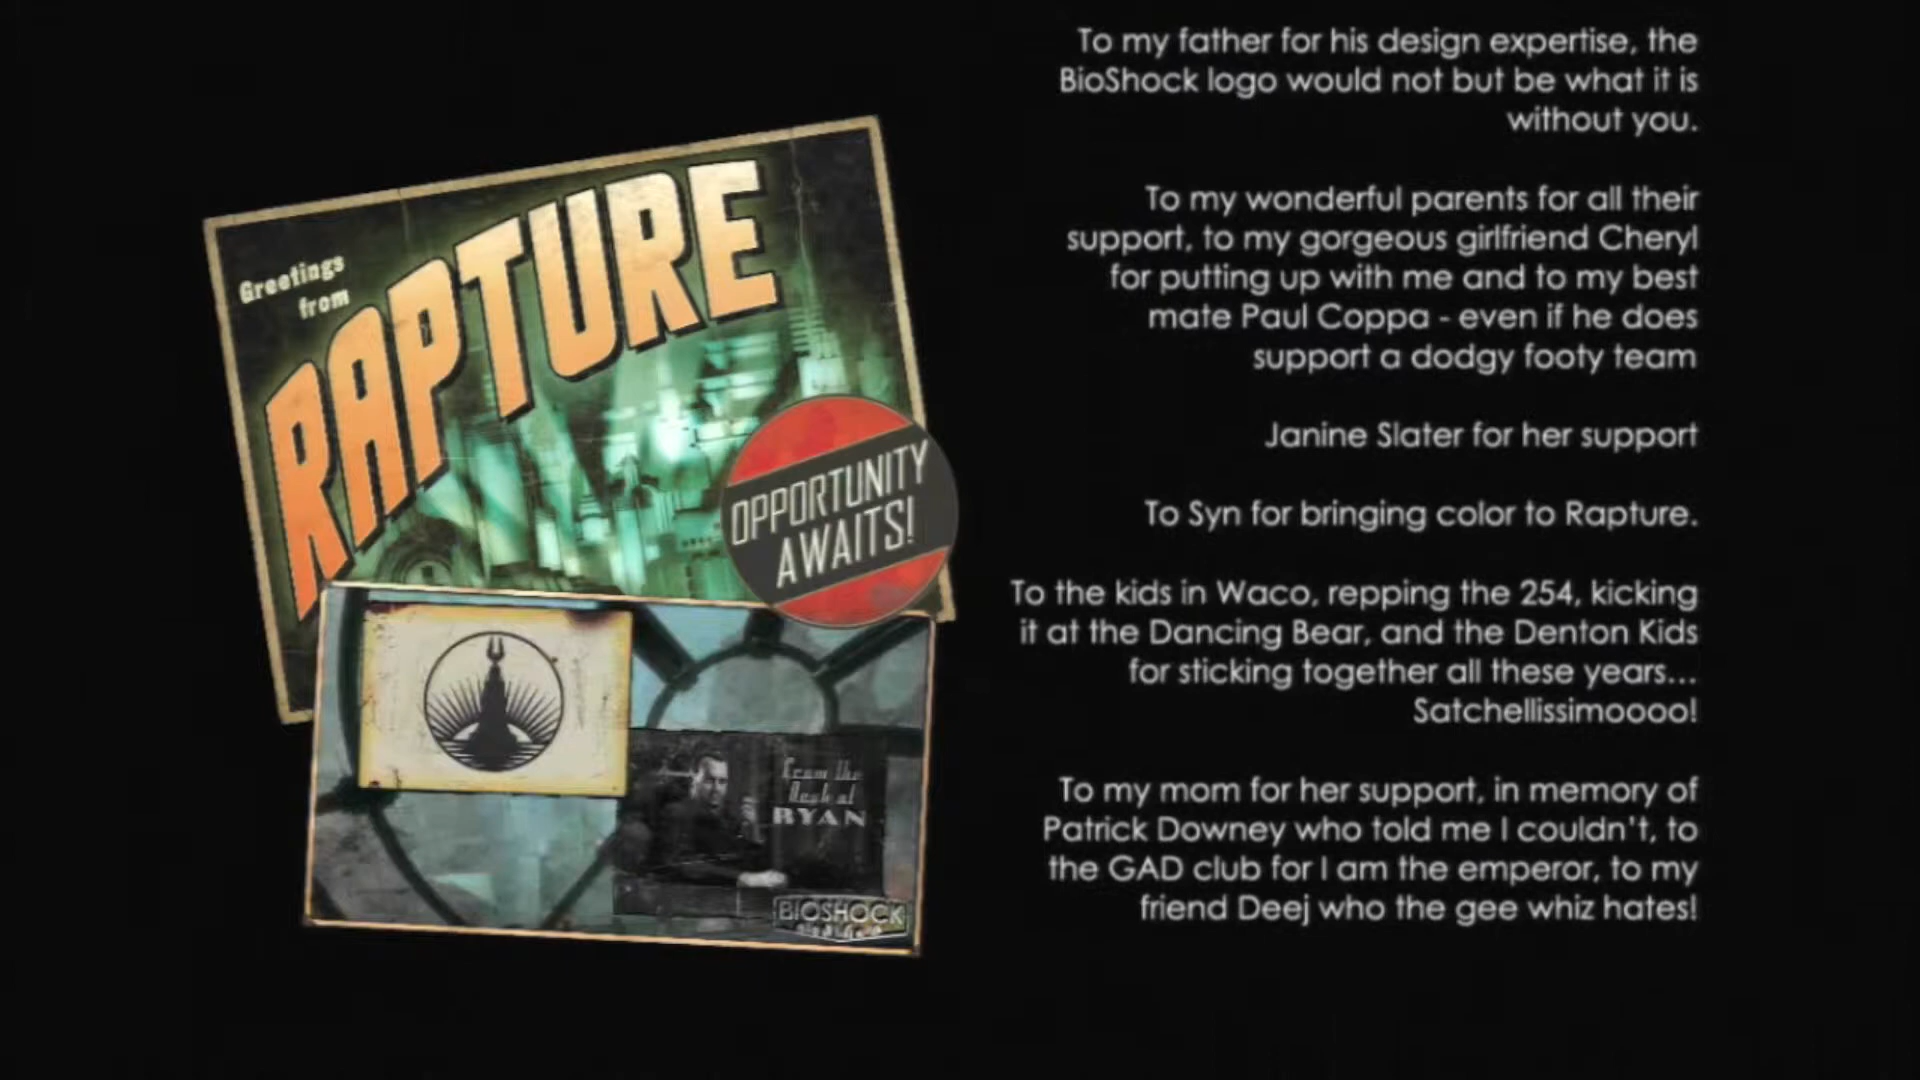 Greetings
from
RAPTURE
OPPORTUNITY
AWAITS!
From the
Desk of
RYAN
BIOSHOCK
To my father for his design expertise, the
BioShock logo would not but be what it is
without you.
To my wonderful parents for all their
support, to my gorgeous girlfriend Cheryl
for putting up with me and to my best
mate Paul Coppa - even if he does
support a dodgy footy team
Janine Slater for her support
To Syn for bringing color to Rapture.
To the kids in Waco, repping the 254, kicking
it at the Dancing Bear, and the Denton Kids
for sticking together all these years...
Satchellissimoooo!
To my mom for her support, in memory of
Patrick Downey who told me I couldn't, to
the GAD club for I am the emperor, to my
friend Deej who the gee whiz hates!